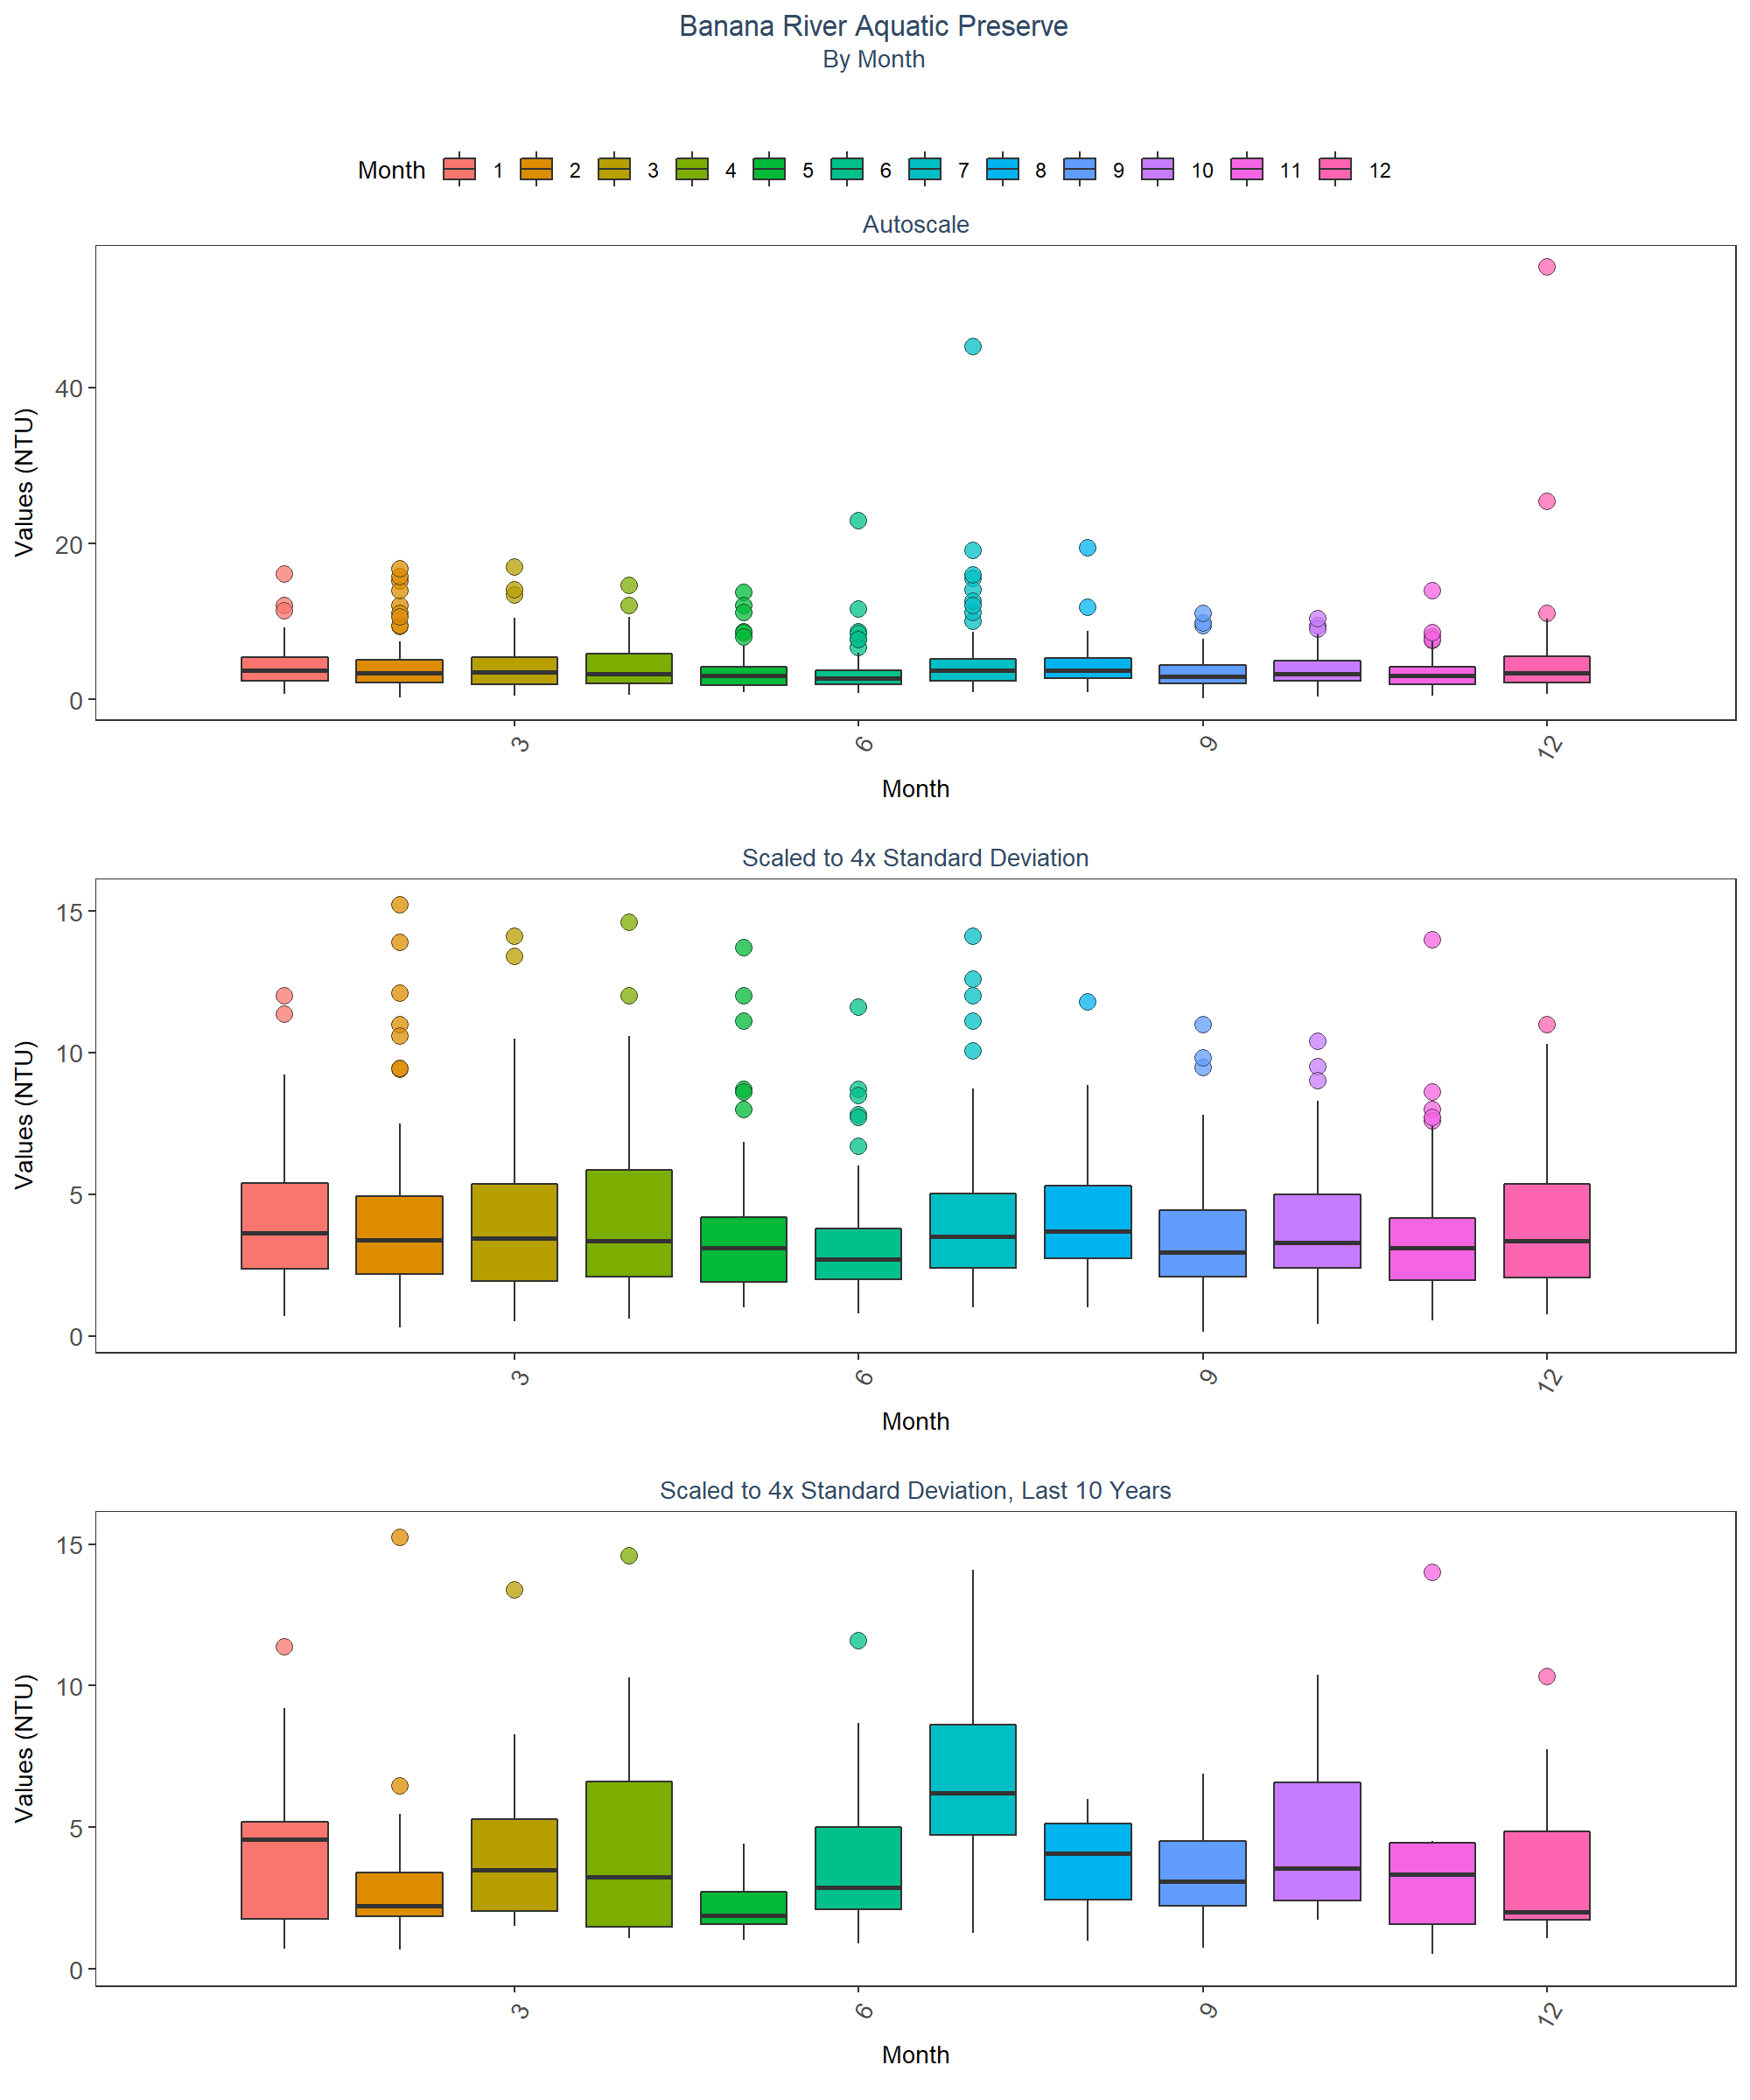 Banana River Aquatic Preserve
By Month
Month 1 2 3 4 5 6 7 8 9 10 11 12
Autoscale
Values (NTU)
40
20
0
3 6 9 12
Month
Scaled to 4x Standard Deviation
Values (NTU)
15
10
5
0
3 6 9 12
Month
Scaled to 4x Standard Deviation, Last 10 Years
Values (NTU)
15
10
5
0
3 6 9 12
Month